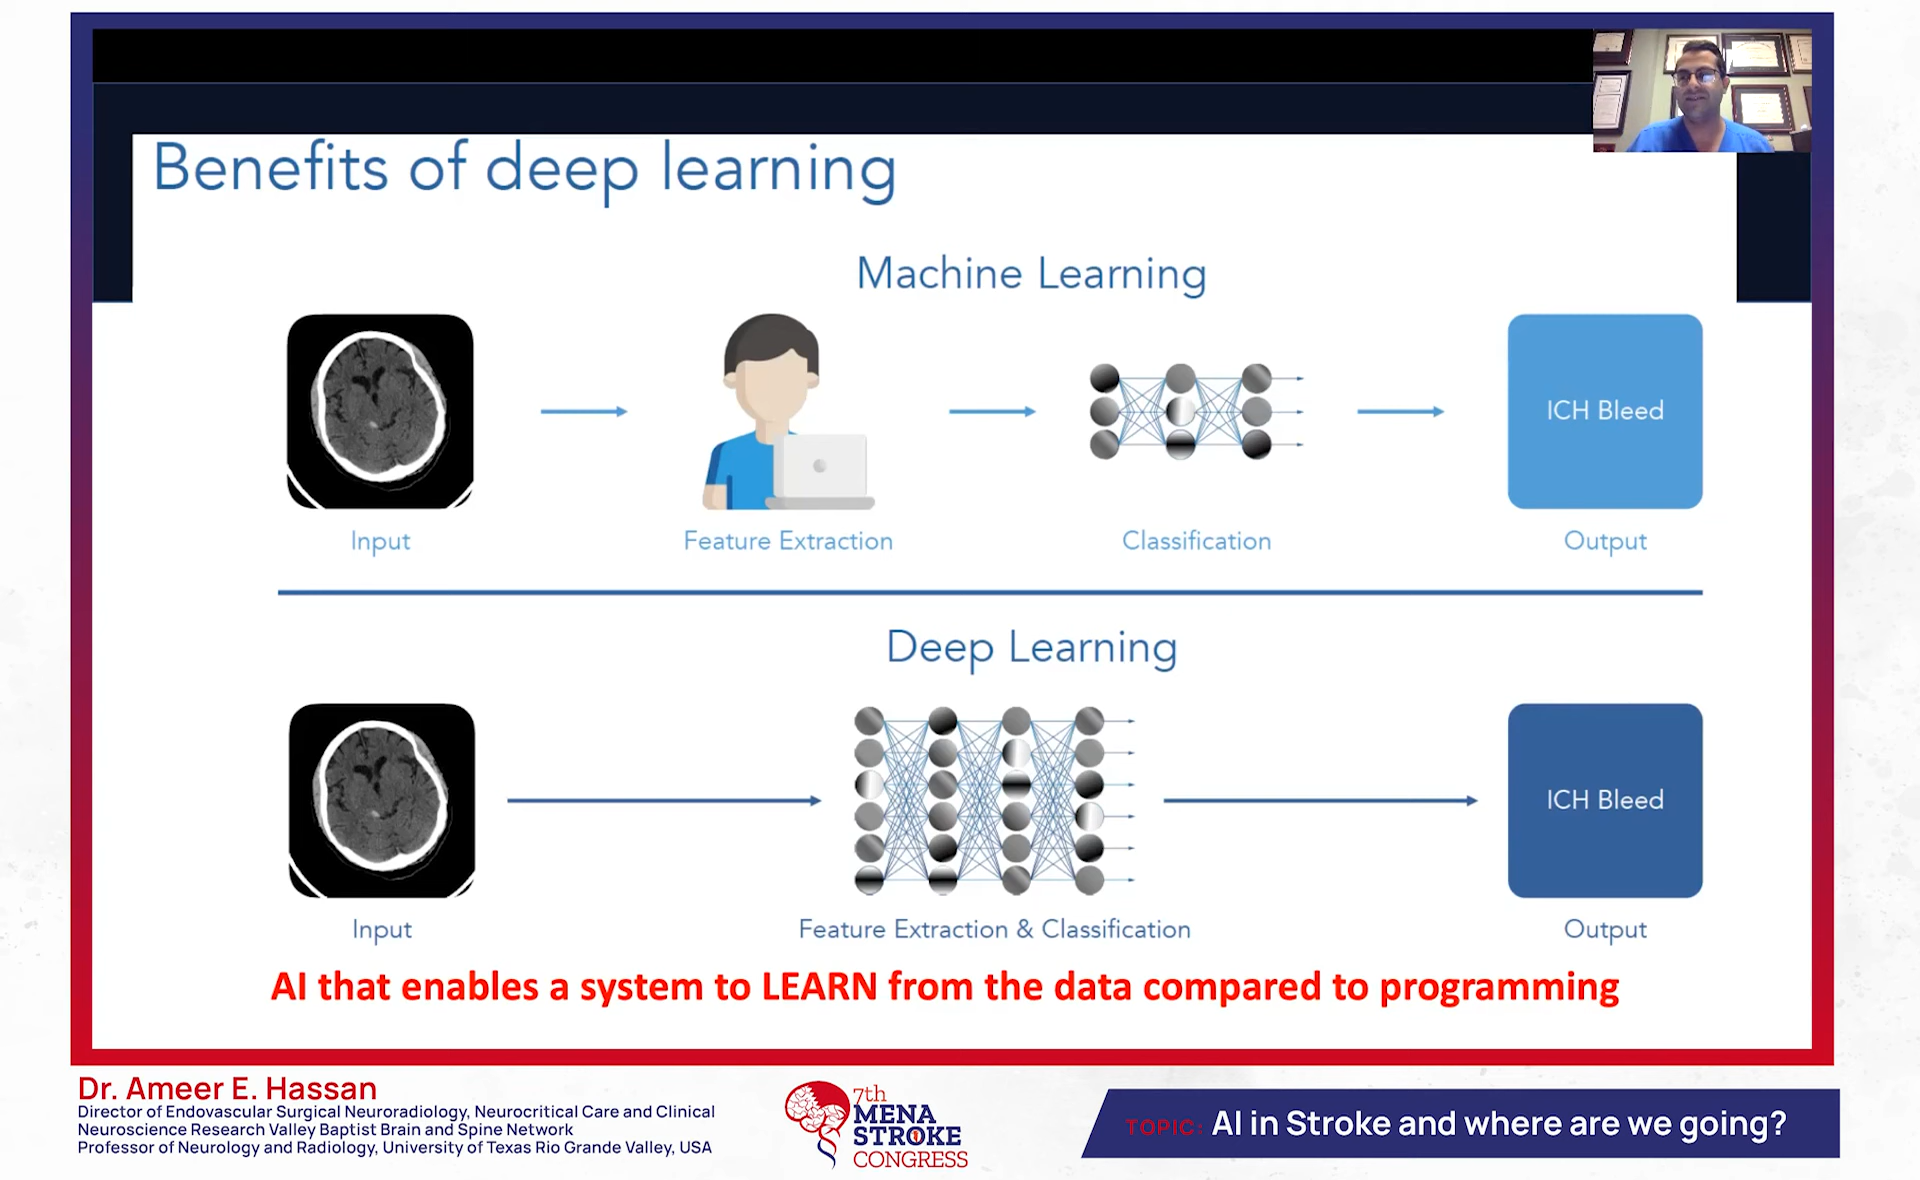 Benefits of deep learning
Machine Learning
ICH Bleed
Input
Feature Extraction
Classification
Output
Deep Learning
ICH Bleed
Input
Feature Extraction & Classification
Output
AI that enables a system to LEARN from the data compared to programming
Dr. Ameer E. Hassan
Director of Endovascular Surgical Neuroradiology, Neurocritical Care and Clinical
Neuroscience Research Valley Baptist Brain and Spine Network
Professor of Neurology and Radiology, University of Texas Rio Grande Valley, USA
7th
MENA
STROKE
CONGRESS
TOPIC: AI in Stroke and where are we going?